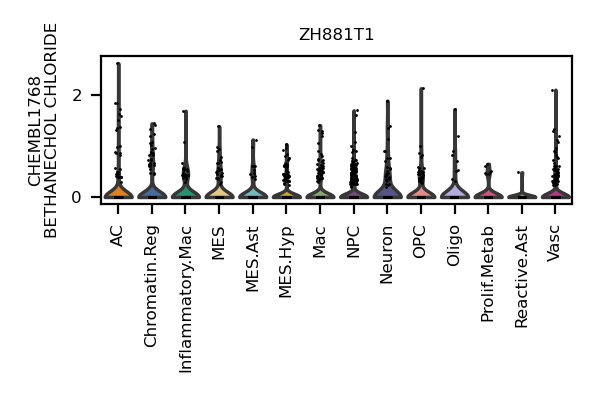 ZH881T1
CHEMBL1768
BETHANECHOL CHLORIDE
2
0
AC
Chromatin.Reg
Inflammatory.Mac
MES
MES.Ast
MES.Hyp
Mac
NPC
Neuron
OPC
Oligo
Prolif.Metab
Reactive.Ast
Vasc